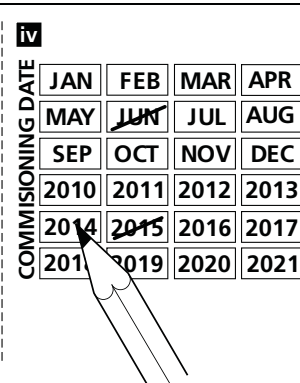 iv
COMMISIONING DATE
JAN FEB MAR APR
MAY JUN JUL AUG
SEP OCT NOV DEC
2010 2011 2012 2013
2014 2015 2016 2017
2019 2020 2021